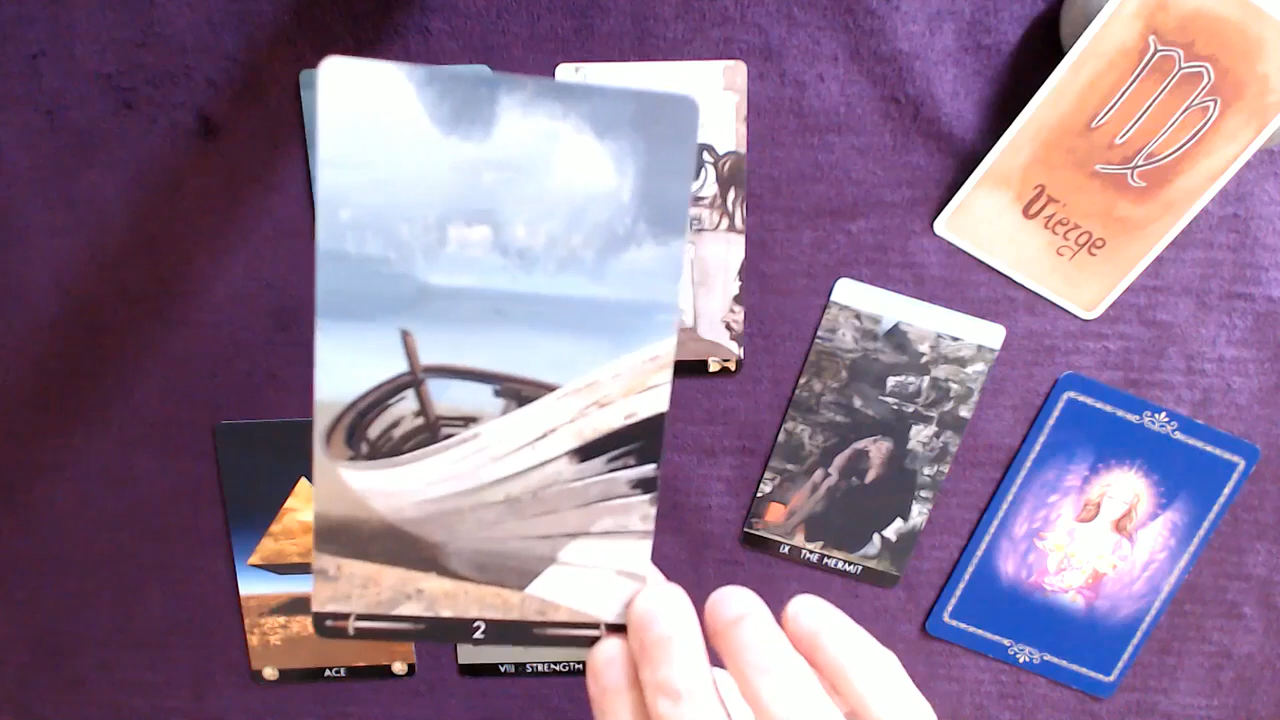 Vierge
IX THE HERMIT
2
ACE
VIII STRENGTH